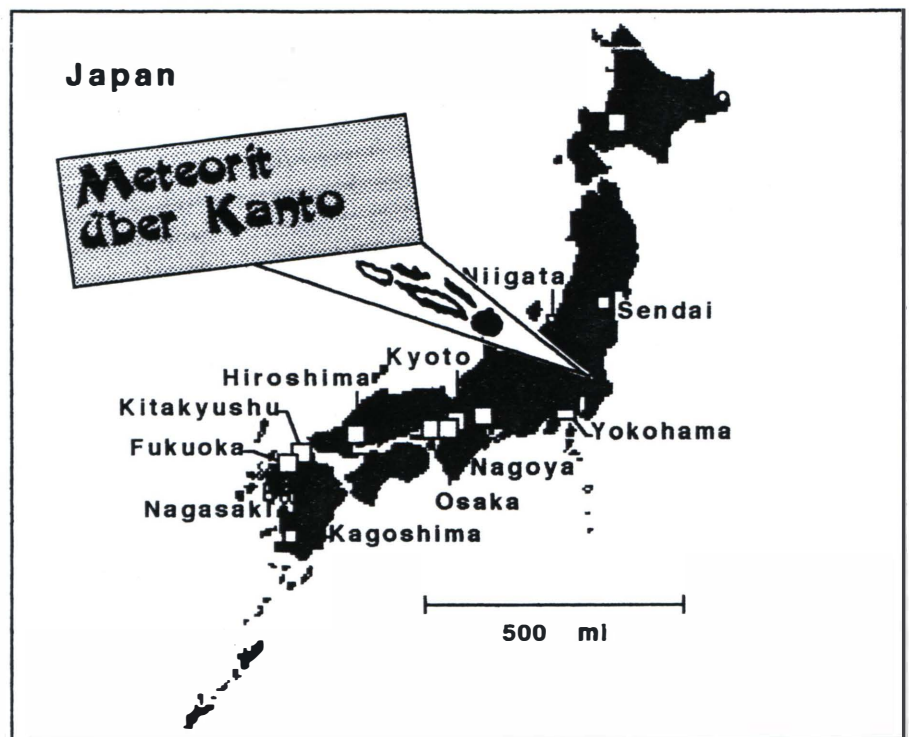 Japan
Meteorit
über Kanto
Niigata
Sendai
Kyoto
Hiroshima
Kitakyushu
Yokohama
Fukuoka
Nagoya
Osaka
Nagasaki
Kagoshima
500 mi